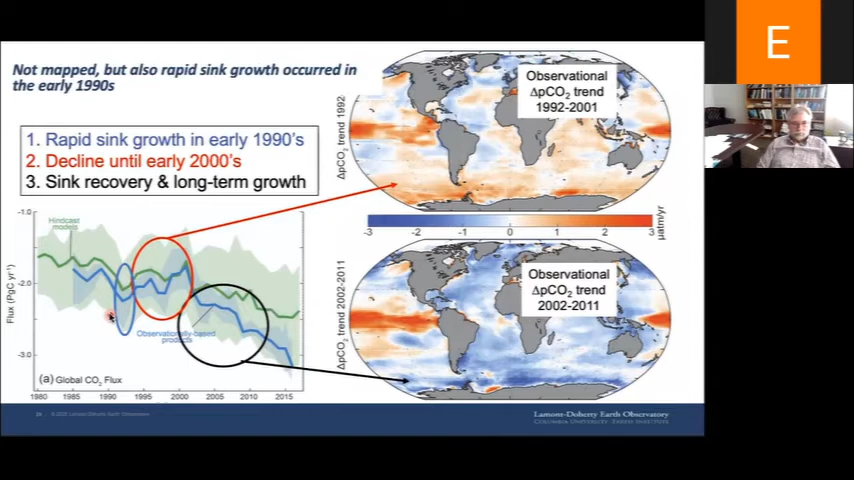 Not mapped, but also rapid sink growth occurred in
the early 1990s
1. Rapid sink growth in early 1990's
2. Decline until early 2000's
3. Sink recovery & long-term growth
Flux (PgC yr⁻¹)
-1.0
-2.0
-3.0
Hindcast
models
Observationally-based
products
(a) Global CO₂ Flux
1980 1985 1990 1995 2000 2005 2010 2015
ΔpCO₂ trend 1992-
Observational
ΔpCO₂ trend
1992-2001
-3 -2 -1 0 1 2 3
μatm/yr
ΔpCO₂ trend 2002-2011
Observational
ΔpCO₂ trend
2002-2011
Lamont-Doherty Earth Observatory
Columbia University | Earth Institute
E